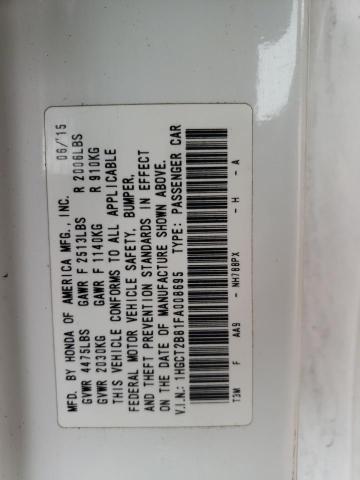 MFD. BY HONDA OF AMERICA MFG., INC. 06/'15
GVWR 4475LBS GAWR F 2513LBS R 2006LBS
GVWR 2030KG GAWR F 1140KG R 910KG
THIS VEHICLE CONFORMS TO ALL APPLICABLE
FEDERAL MOTOR VEHICLE SAFETY, BUMPER,
AND THEFT PREVENTION STANDARDS IN EFFECT
ON THE DATE OF MANUFACTURE SHOWN ABOVE.
V.I.N.: 1HGCT2B81FA008695 TYPE: PASSENGER CAR
T3M F AA9 - NH788PX - H - A